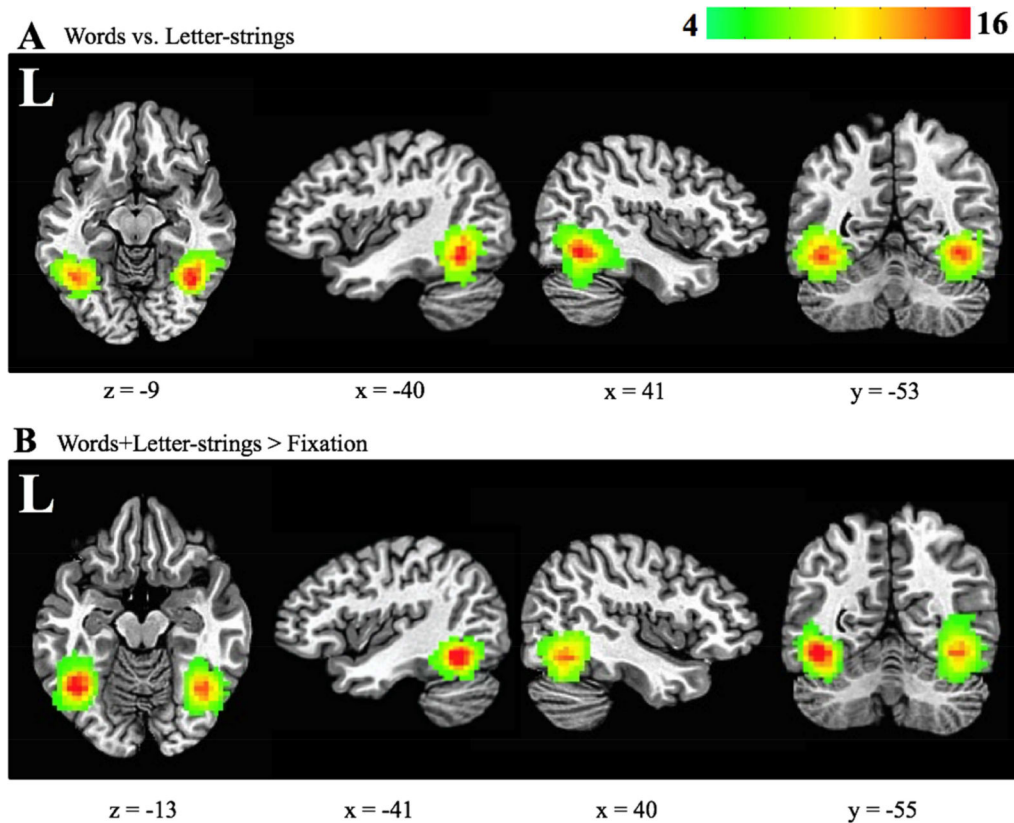 4 16
A Words vs. Letter-strings
L
z = -9 x = -40 x = 41 y = -53
B Words+Letter-strings > Fixation
L
z = -13 x = -41 x = 40 y = -55